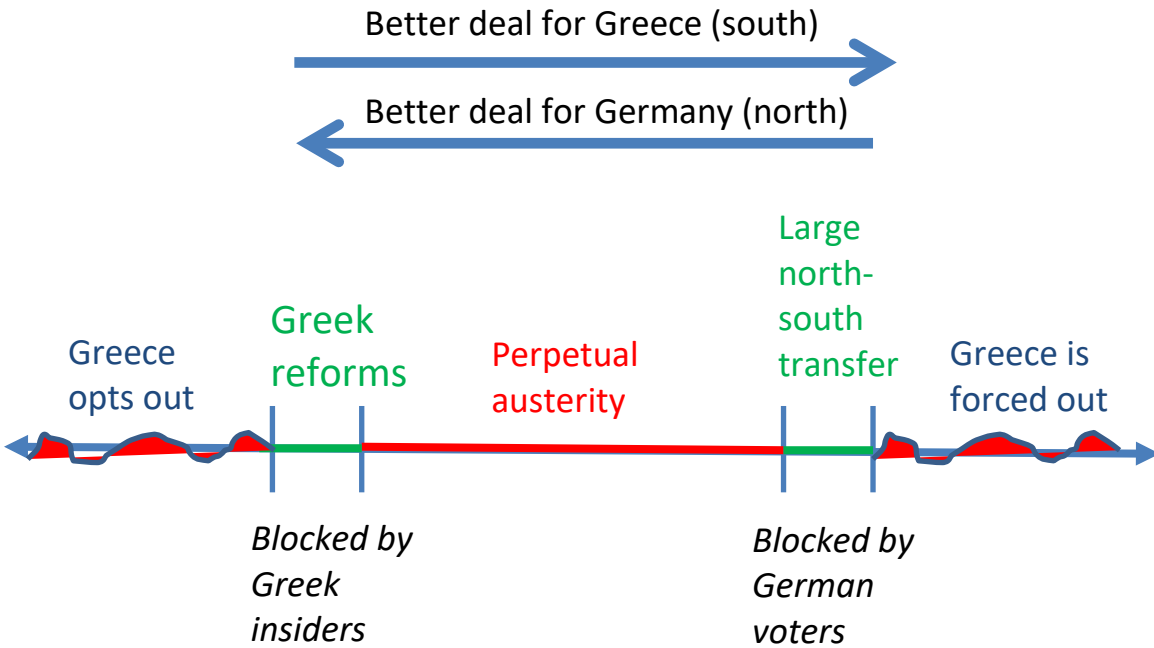 Better deal for Greece (south)
Better deal for Germany (north)
Large
north-
south
transfer
Greek
reforms
Greece
opts out
Perpetual
austerity
Greece is
forced out
Blocked by
Greek
insiders
Blocked by
German
voters